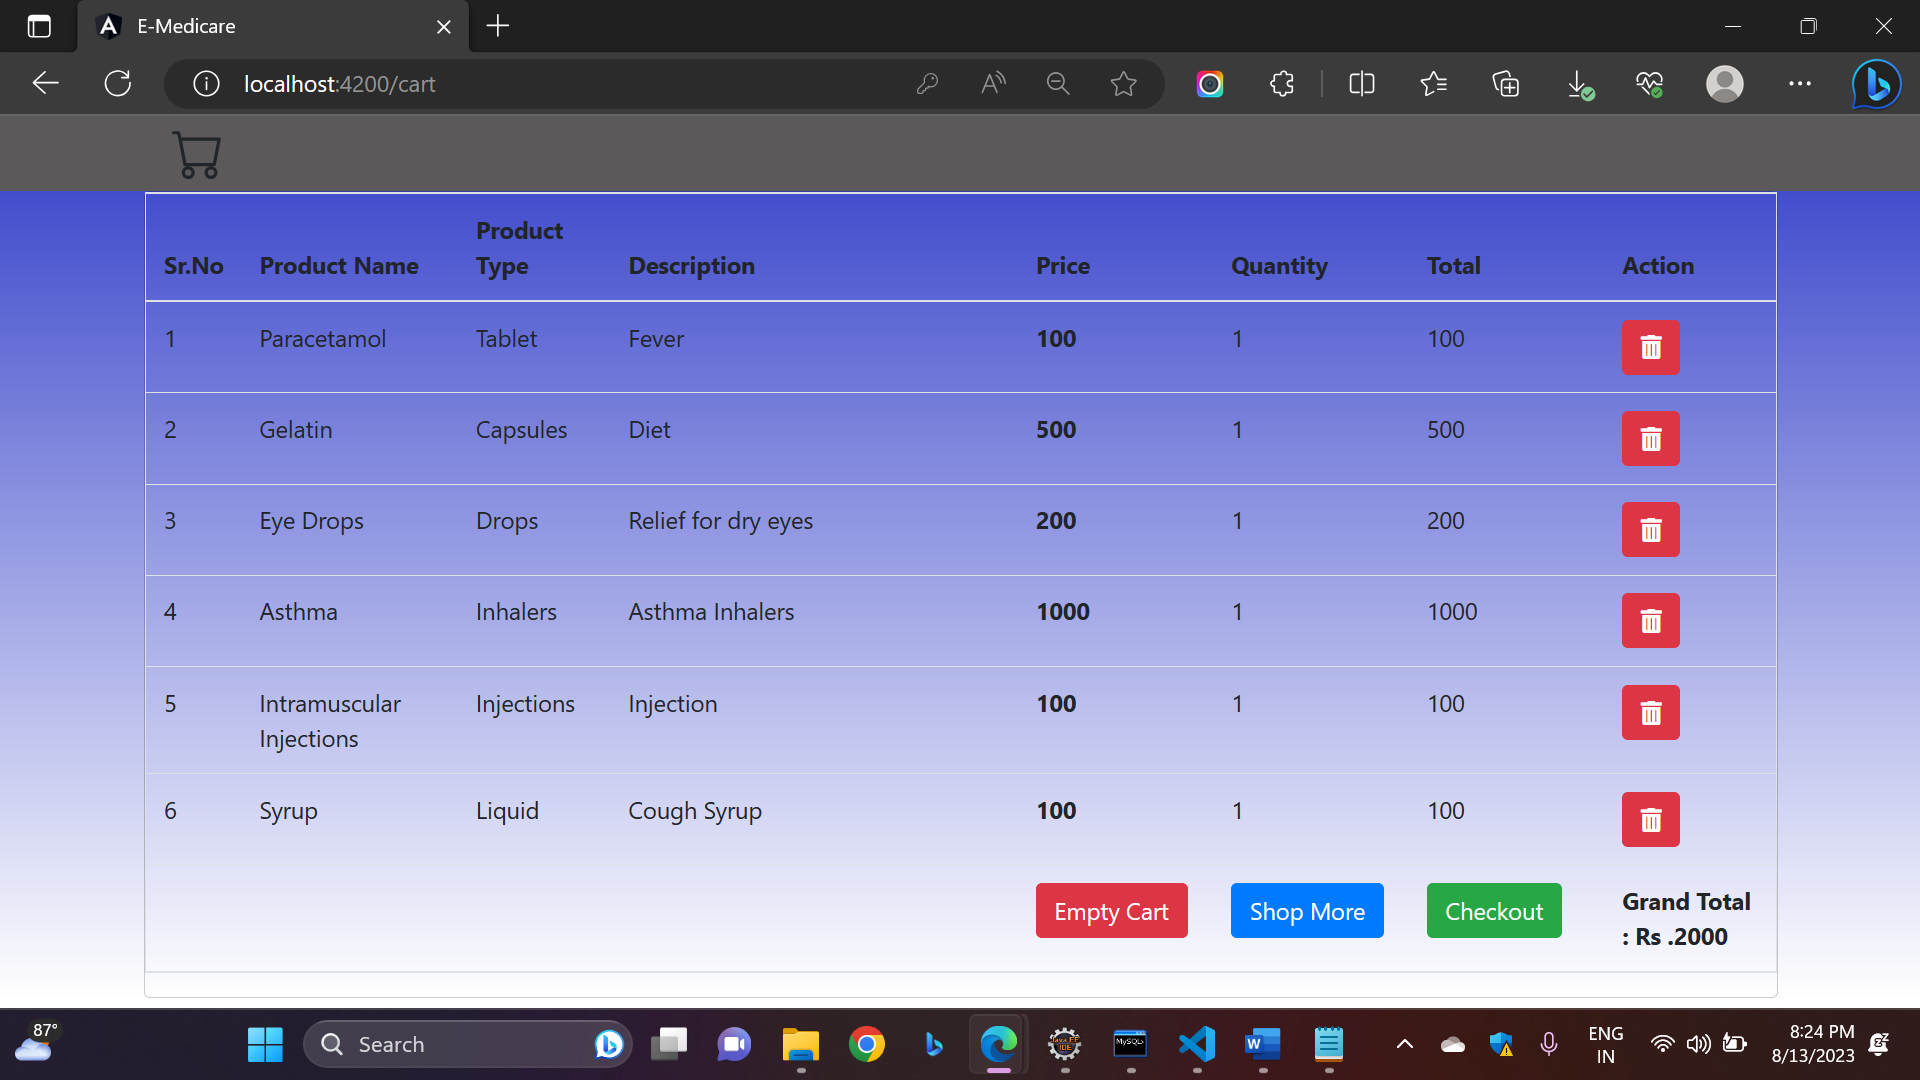 E-Medicare
localhost:4200/cart
Sr.No Product Name Product Type Description Price Quantity Total Action
1 Paracetamol Tablet Fever 100 1 100
2 Gelatin Capsules Diet 500 1 500
3 Eye Drops Drops Relief for dry eyes 200 1 200
4 Asthma Inhalers Asthma Inhalers 1000 1 1000
5 Intramuscular Injections Injections Injection 100 1 100
6 Syrup Liquid Cough Syrup 100 1 100
Empty Cart Shop More Checkout Grand Total
: Rs .2000
87°
Search
ENG
IN
8:24 PM
8/13/2023